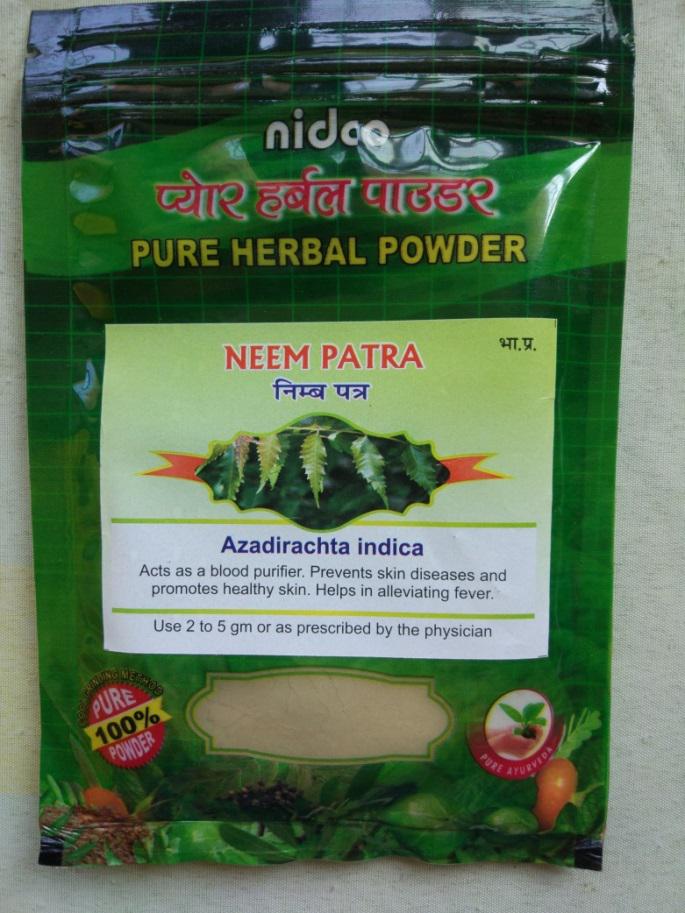 nidco
प्योर हर्बल पाउडर
PURE HERBAL POWDER
NEEM PATRA
भा.प्र.
निम्ब पत्र
Azadirachta indica
Acts as a blood purifier. Prevents skin diseases and
promotes healthy skin. Helps in alleviating fever.
Use 2 to 5 gm or as prescribed by the physician
METHOD
PURE
100%
POWDER
PURE AYURVEDA